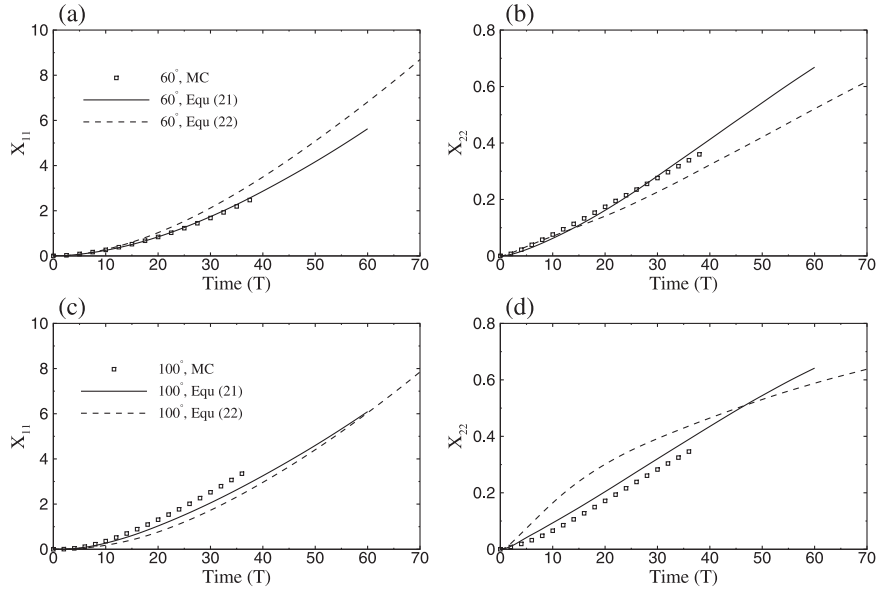 (a)
10
8
6
4
2
0
X11
60°, MC
60°, Equ (21)
60°, Equ (22)
0 10 20 30 40 50 60 70
Time (T)
(b)
0.8
0.6
0.4
0.2
0
X22
0 10 20 30 40 50 60 70
Time (T)
(c)
10
8
6
4
2
0
X11
100°, MC
100°, Equ (21)
100°, Equ (22)
0 10 20 30 40 50 60 70
Time (T)
(d)
0.8
0.6
0.4
0.2
0
X22
0 10 20 30 40 50 60 70
Time (T)